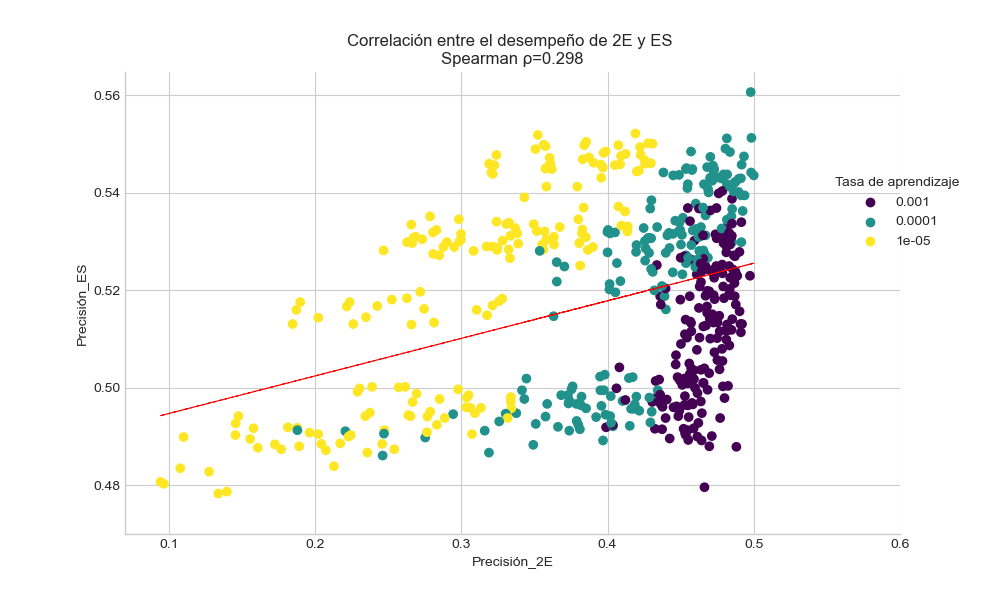 Correlación entre el desempeño de 2E y ES
Spearman ρ=0.298
0.56
0.54
0.52
0.50
0.48
Precisión_ES
0.1
0.2
0.3
0.4
0.5
0.6
Precisión_2E
Tasa de aprendizaje
0.001
0.0001
1e-05